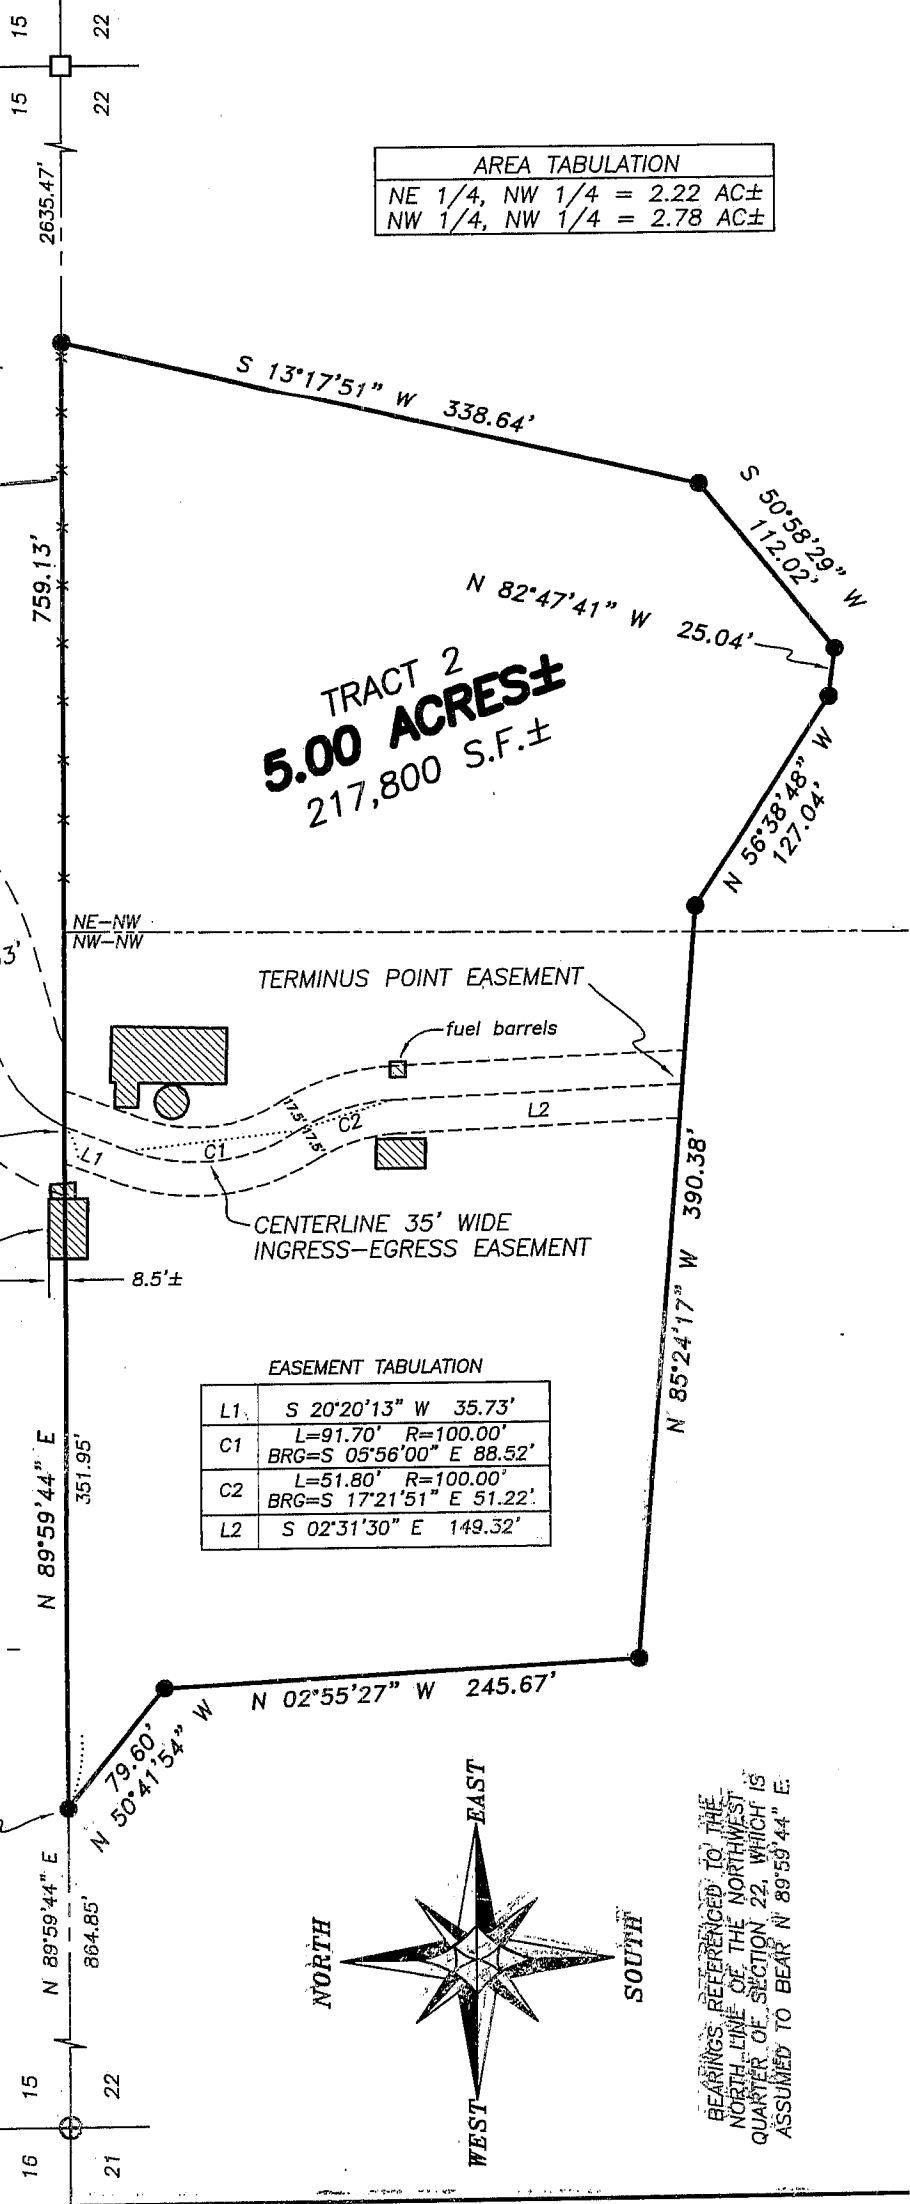 15
22
15
22
2635.47'
AREA TABULATION
NE 1/4, NW 1/4 = 2.22 AC±
NW 1/4, NW 1/4 = 2.78 AC±
S 13°17'51" W 338.64'
S 50°58'29" W
112.02'
N 82°47'41" W 25.04'
759.13'
TRACT 2
5.00 ACRES±
217,800 S.F.±
N 56°38'48" W
127.04'
NE-NW
NW-NW
3'
TERMINUS POINT EASEMENT
fuel barrels
17.5'
17.5'
C2
L2
C1
L1
CENTERLINE 35' WIDE
INGRESS-EGRESS EASEMENT
8.5'±
N 85°24'17" W 390.38'
EASEMENT TABULATION
L1 S 20°20'13" W 35.73'
C1 L=91.70' R=100.00'
BRG=S 05°56'00" E 88.52'
C2 L=51.80' R=100.00'
BRG=S 17°21'51" E 51.22'
L2 S 02°31'30" E 149.32'
N 89°59'44" E
351.95'
N 02°55'27" W 245.67'
79.60'
N 50°41'54" W
N 89°59'44" E
864.85'
EAST
NORTH
SOUTH
WEST
BEARINGS REFERENCED TO THE
NORTH LINE OF THE NORTHWEST
QUARTER OF SECTION 22, WHICH IS
ASSUMED TO BEAR N 89°59'44" E.
15
22
16
21